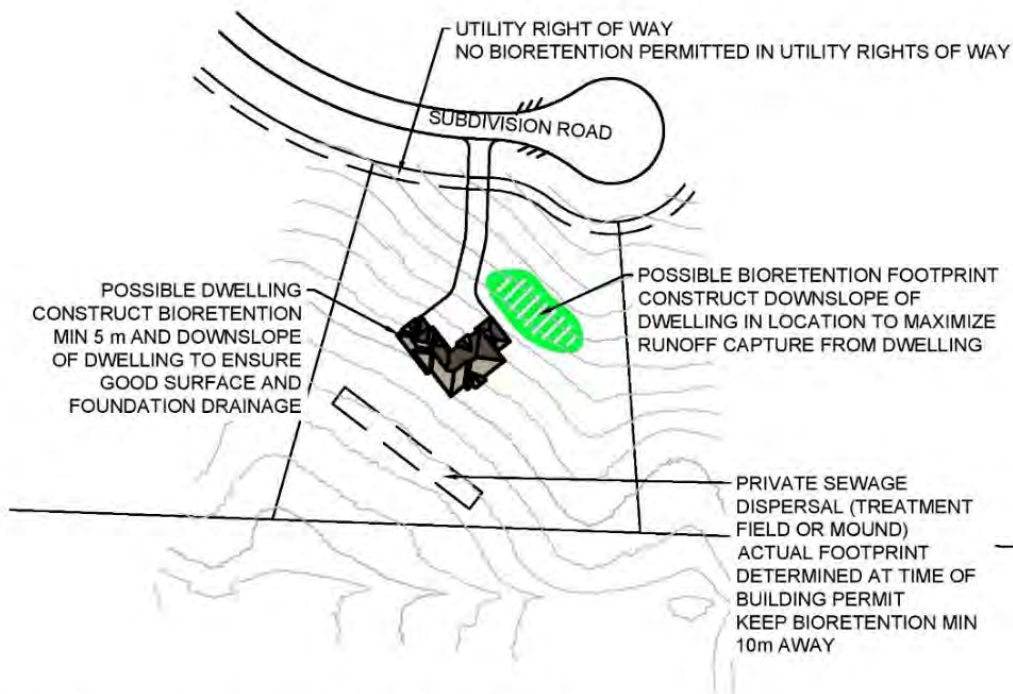 UTILITY RIGHT OF WAY
NO BIORETENTION PERMITTED IN UTILITY RIGHTS OF WAY
SUBDIVISION ROAD
POSSIBLE DWELLING
CONSTRUCT BIORETENTION
MIN 5 m AND DOWNSLOPE
OF DWELLING TO ENSURE
GOOD SURFACE AND
FOUNDATION DRAINAGE
POSSIBLE BIORETENTION FOOTPRINT
CONSTRUCT DOWNSLOPE OF
DWELLING IN LOCATION TO MAXIMIZE
RUNOFF CAPTURE FROM DWELLING
PRIVATE SEWAGE
DISPERSAL (TREATMENT
FIELD OR MOUND)
ACTUAL FOOTPRINT
DETERMINED AT TIME OF
BUILDING PERMIT
KEEP BIORETENTION MIN
10m AWAY